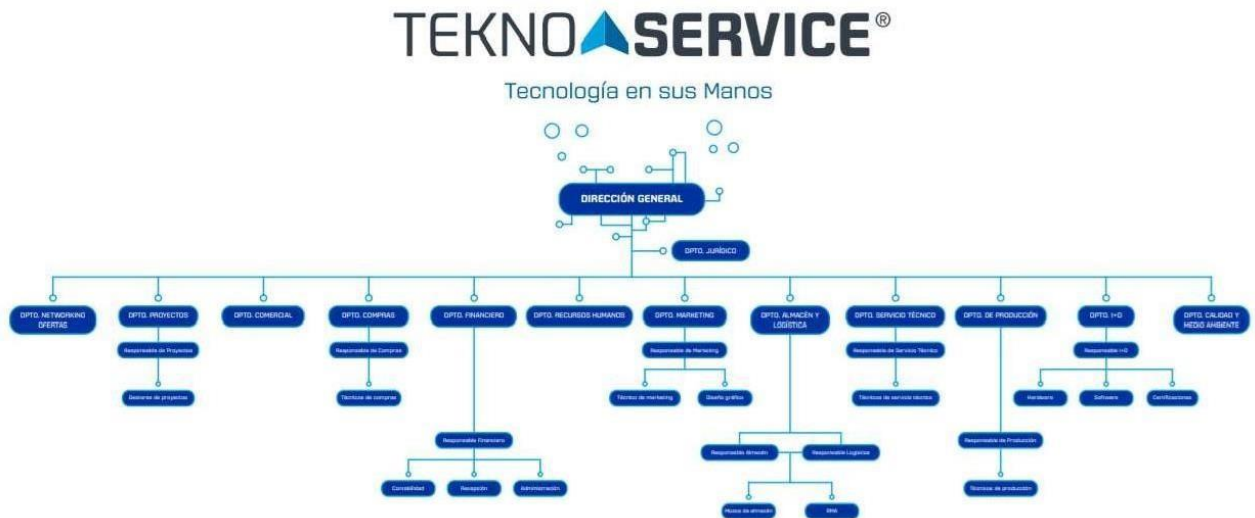 TEKNO SERVICE®
Tecnología en sus Manos
DIRECCIÓN GENERAL
DPTO. JURÍDICO
DPTO. NETWORKING
OFERTAS
DPTO. PROYECTOS
DPTO. COMERCIAL
DPTO. COMPRAS
DPTO. FINANCIERO
DPTO. RECURSOS HUMANOS
DPTO. MARKETING
DPTO. ALMACÉN Y
LOGÍSTICA
DPTO. SERVICIO TÉCNICO
DPTO. DE PRODUCCIÓN
DPTO. I+D
DPTO. CALIDAD Y
MEDIO AMBIENTE
Responsable de Proyectos
Responsable de Compras
Responsable de Marketing
Responsable de Servicio Técnico
Responsable I+D
Gestores de proyectos
Técnicos de compras
Técnico de marketing
Diseño gráfico
Técnicos de servicio técnico
Hardware
Software
Certificaciones
Responsable Financiero
Responsable Almacén
Responsable Logística
Responsable de Producción
Contabilidad
Recepción
Administración
Técnicos de producción
Mozos de almacén
RMA